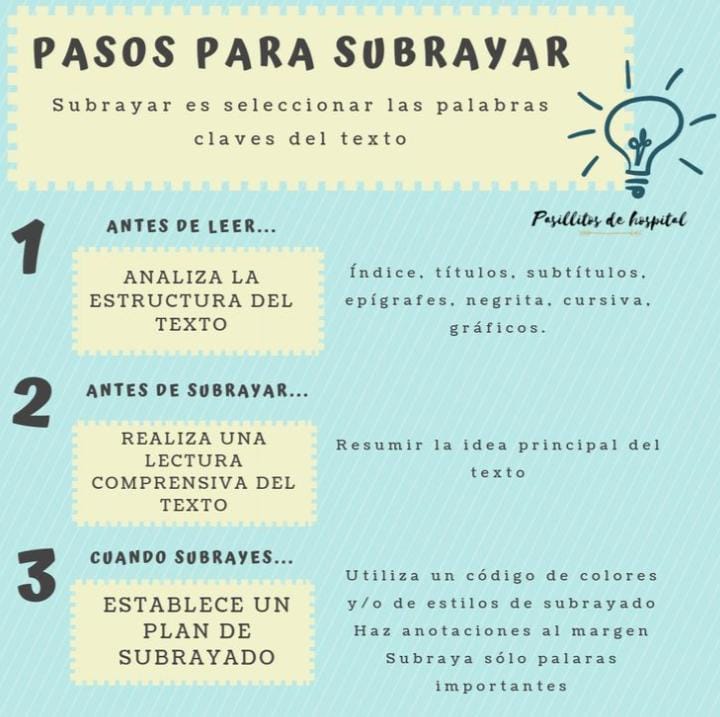 PASOS PARA SUBRAYAR
Subrayar es seleccionar las palabras
claves del texto
Pasillitos de hospital
1
ANTES DE LEER...
ANALIZA LA
ESTRUCTURA DEL
TEXTO
Índice, títulos, subtítulos,
epígrafes, negrita, cursiva,
gráficos.
2
ANTES DE SUBRAYAR...
REALIZA UNA
LECTURA
COMPRENSIVA DEL
TEXTO
Resumir la idea principal del
texto
3
CUANDO SUBRAYES...
ESTABLECE UN
PLAN DE
SUBRAYADO
Utiliza un código de colores
y/o de estilos de subrayado
Haz anotaciones al margen
Subraya sólo palaras
importantes